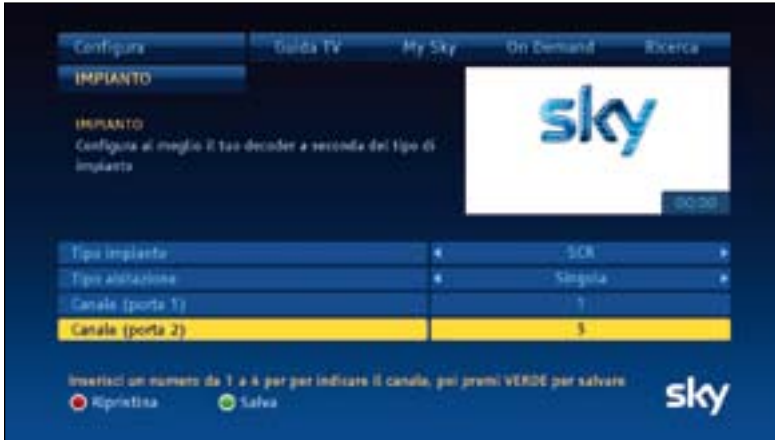 Configura Guida TV My Sky On Demand Ricerca
IMPIANTO
sky
IMPIANTO
Configura al meglio il tuo decoder a seconda del tipo di
impianto
00:00
Tipo impianto SCR
Tipo abitazione Singola
Canale (porta 1) 1
Canale (porta 2) 3
Inserisci un numero da 1 a 4 per per indicare il canale, poi premi VERDE per salvare
Ripristina Salva
sky